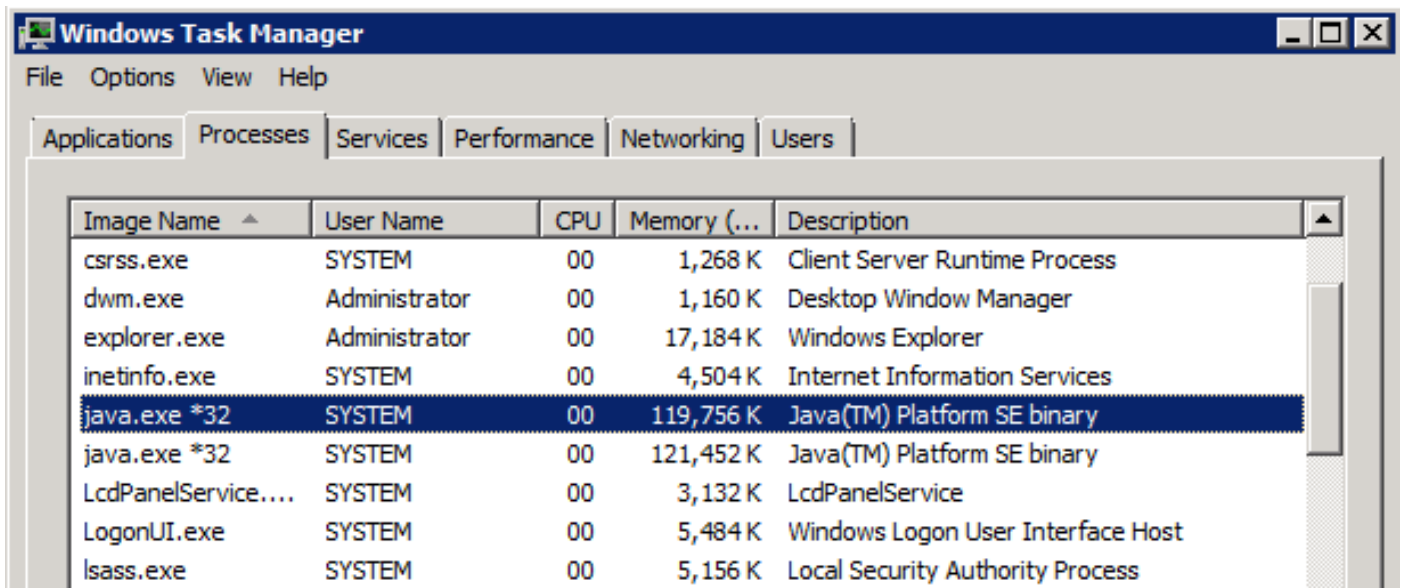 Windows Task Manager
File Options View Help
Applications Processes Services Performance Networking Users
Image Name User Name CPU Memory (... Description
csrss.exe SYSTEM 00 1,268 K Client Server Runtime Process
dwm.exe Administrator 00 1,160 K Desktop Window Manager
explorer.exe Administrator 00 17,184 K Windows Explorer
inetinfo.exe SYSTEM 00 4,504 K Internet Information Services
java.exe *32 SYSTEM 00 119,756 K Java(TM) Platform SE binary
java.exe *32 SYSTEM 00 121,452 K Java(TM) Platform SE binary
LcdPanelService.... SYSTEM 00 3,132 K LcdPanelService
LogonUI.exe SYSTEM 00 5,484 K Windows Logon User Interface Host
lsass.exe SYSTEM 00 5,156 K Local Security Authority Process